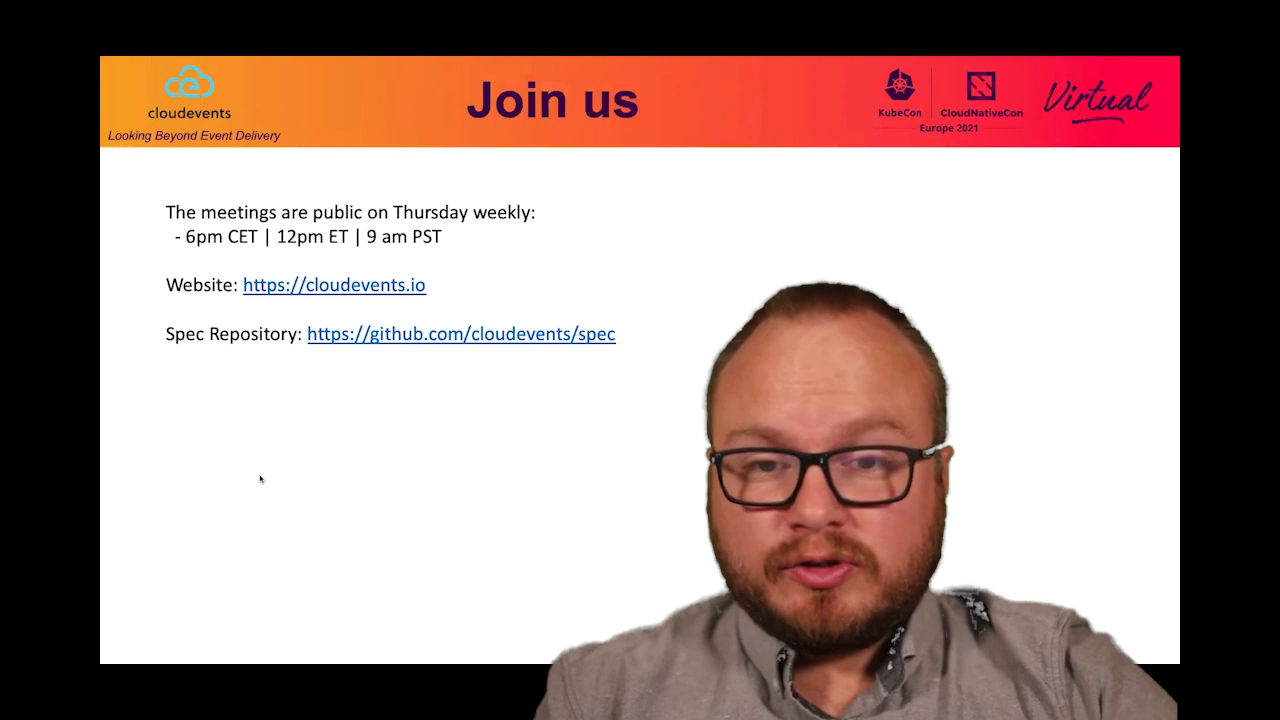 cloudevents
Looking Beyond Event Delivery
Join us
KubeCon
CloudNativeCon
Europe 2021
Virtual
The meetings are public on Thursday weekly:
- 6pm CET | 12pm ET | 9 am PST
Website: https://cloudevents.io
Spec Repository: https://github.com/cloudevents/spec